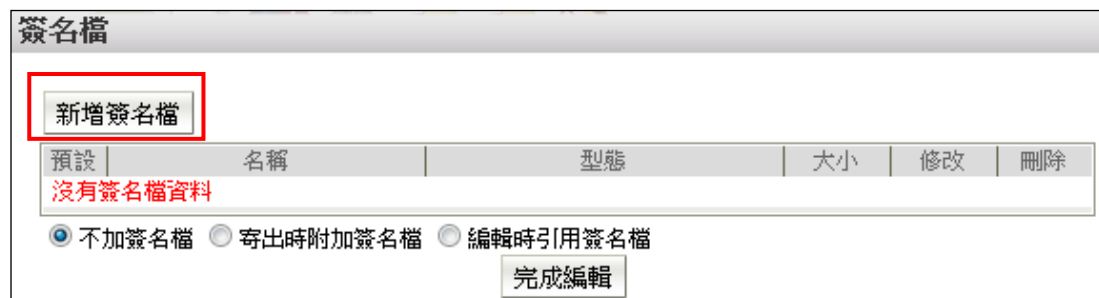 簽名檔
新增簽名檔
預設 名稱 型態 大小 修改 刪除
沒有簽名檔資料
不加簽名檔 寄出時附加簽名檔 編輯時引用簽名檔
完成編輯